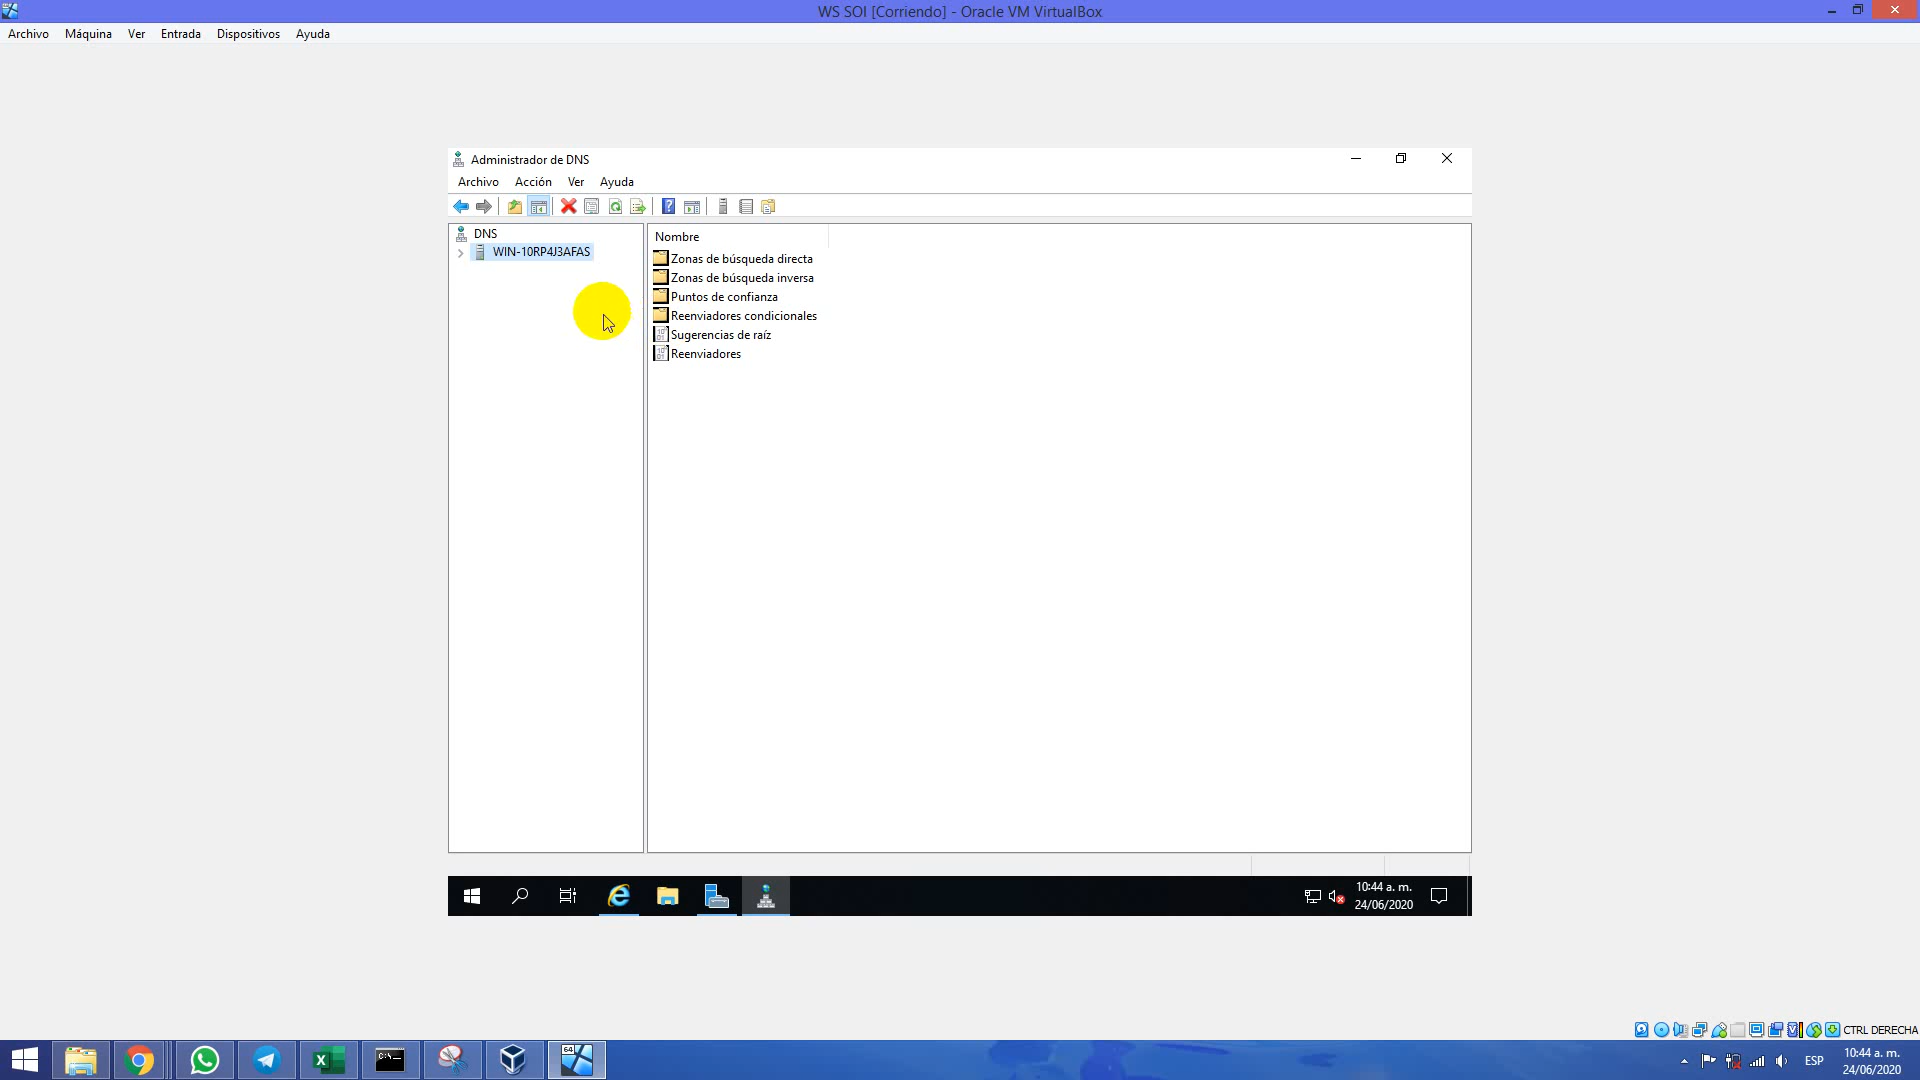 WS SOI [Corriendo] - Oracle VM VirtualBox
Archivo Máquina Ver Entrada Dispositivos Ayuda
Administrador de DNS
Archivo Acción Ver Ayuda
DNS
WIN-10RP4J3AFAS
Nombre
Zonas de búsqueda directa
Zonas de búsqueda inversa
Puntos de confianza
Reenviadores condicionales
Sugerencias de raíz
Reenviadores
10:44 a. m.
24/06/2020
CTRL DERECHA
ESP
10:44 a. m.
24/06/2020